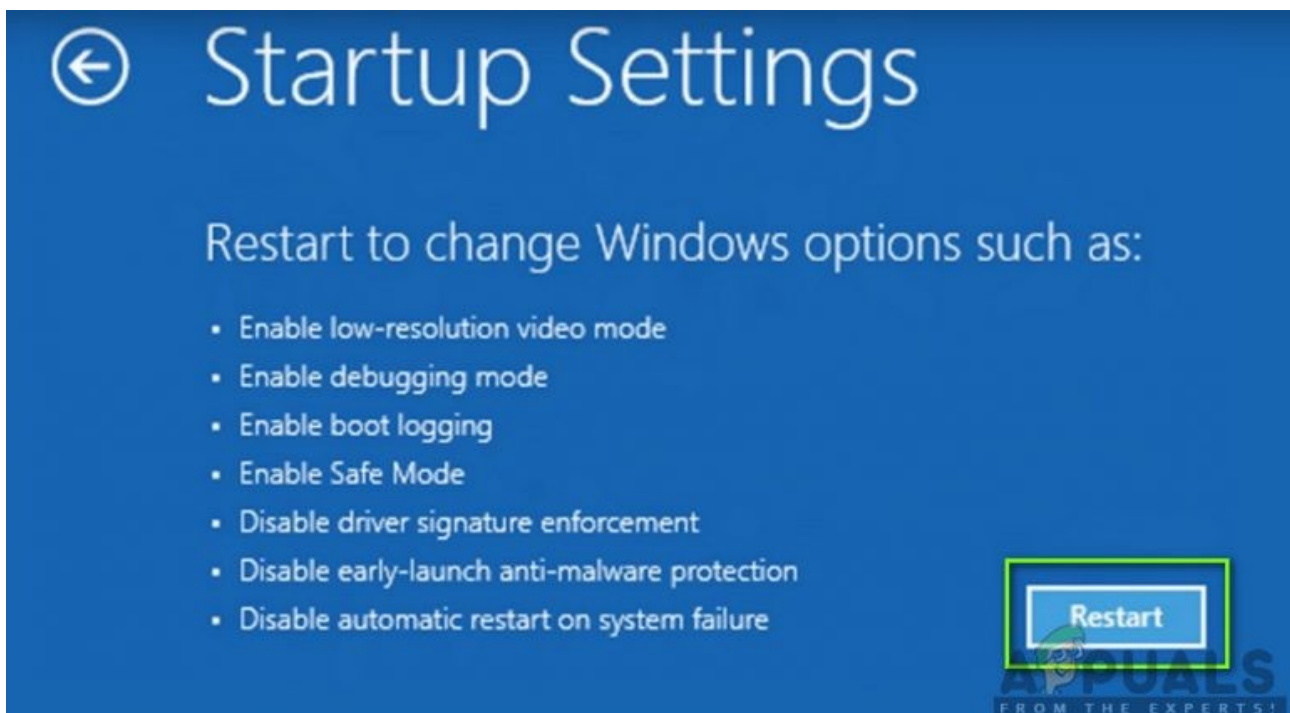 Startup Settings
Restart to change Windows options such as:
▪ Enable low-resolution video mode
▪ Enable debugging mode
▪ Enable boot logging
▪ Enable Safe Mode
▪ Disable driver signature enforcement
▪ Disable early-launch anti-malware protection
▪ Disable automatic restart on system failure
Restart
APPUALS
FROM THE EXPERTS!